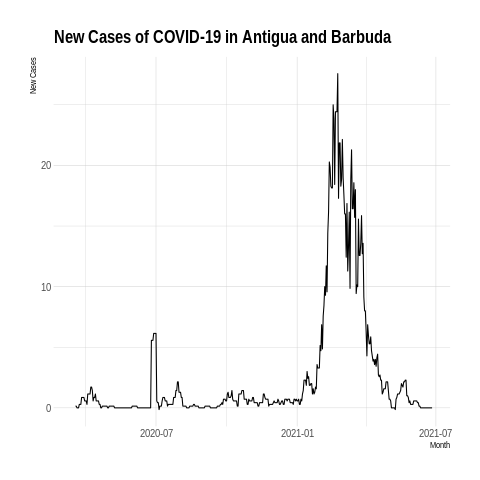 New Cases of COVID-19 in Antigua and Barbuda
New Cases
20
10
0
2020-07
2021-01
2021-07
Month